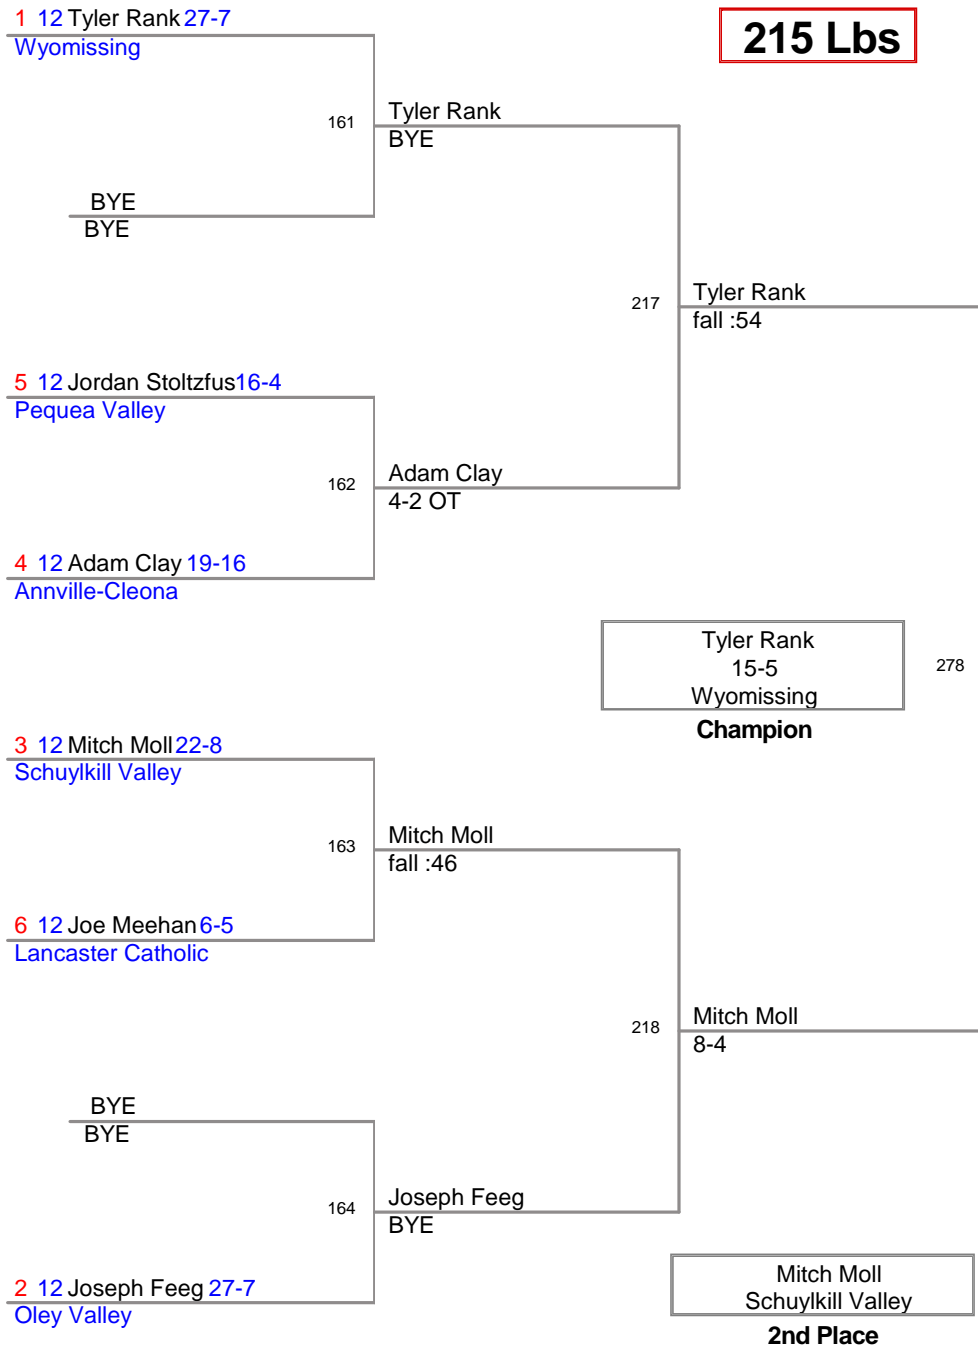 1 12 Tyler Rank 27-7
Wyomissing
215 Lbs
161
Tyler Rank
BYE
BYE
BYE
217
Tyler Rank
fall :54
5 12 Jordan Stoltzfus 16-4
Pequea Valley
162
Adam Clay
4-2 OT
4 12 Adam Clay 19-16
Annville-Cleona
Tyler Rank
15-5
Wyomissing
278
Champion
3 12 Mitch Moll 22-8
Schuylkill Valley
163
Mitch Moll
fall :46
6 12 Joe Meehan 6-5
Lancaster Catholic
218
Mitch Moll
8-4
BYE
BYE
164
Joseph Feeg
BYE
2 12 Joseph Feeg 27-7
Oley Valley
Mitch Moll
Schuylkill Valley
2nd Place